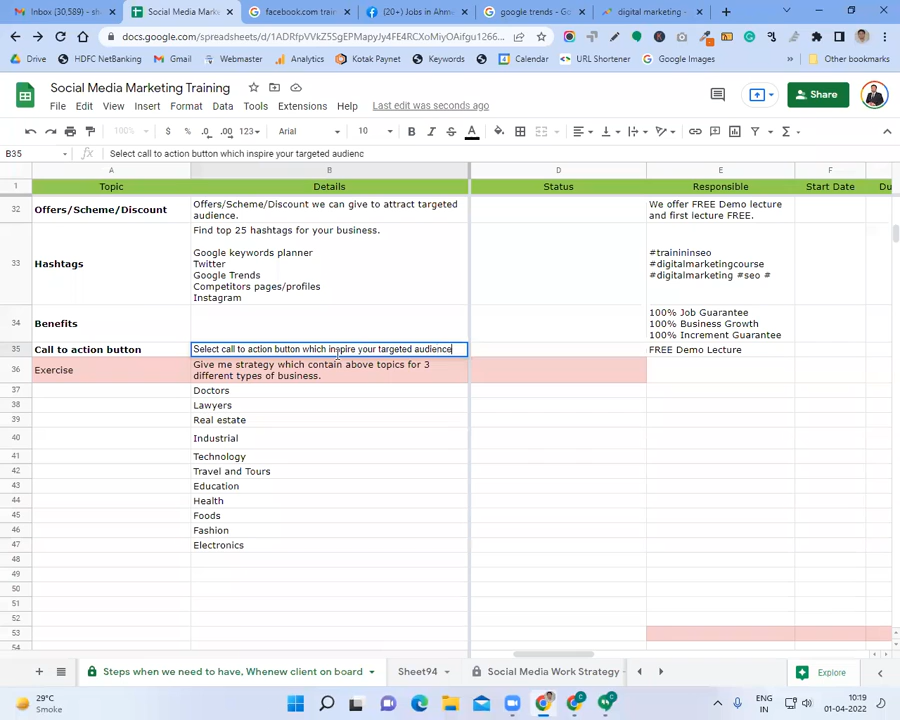 Inbox (30,589) - sh
Social Media Mark
facebook.com train
(20+) Jobs in Ahme
google trends - Go
digital marketing -
docs.google.com/spreadsheets/d/1ADRfpVVkZ5SgEPMapyJy4FE4RCXoMiyOAifgu1266...
Drive
HDFC NetBanking
Gmail
Webmaster
Analytics
Kotak Paynet
Keywords
Calendar
URL Shortener
Google Images
Other bookmarks
Social Media Marketing Training
File Edit View Insert Format Data Tools Extensions Help Last edit was seconds ago
Share
100% $ % .0 .00 123 Arial 10 B I S A
B35 fx Select call to action button which inspire your targeted audienc
A B D E F
1 Topic Details Status Responsible Start Date Du
32 Offers/Scheme/Discount
Offers/Scheme/Discount we can give to attract targeted
audience.
We offer FREE Demo lecture
and first lecture FREE.
33 Hashtags
Find top 25 hashtags for your business.
Google keywords planner
Twitter
Google Trends
Competitors pages/profiles
Instagram
#trainininseo
#digitalmarketingcourse
#digitalmarketing #seo #
34 Benefits
100% Job Guarantee
100% Business Growth
100% Increment Guarantee
35 Call to action button Select call to action button which inspire your targeted audience FREE Demo Lecture
36 Exercise
Give me strategy which contain above topics for 3
different types of business.
37 Doctors
38 Lawyers
39 Real estate
40 Industrial
41 Technology
42 Travel and Tours
43 Education
44 Health
45 Foods
46 Fashion
47 Electronics
48
49
50
51
52
53
54
Steps when we need to have, Whenew client on board
Sheet94
Social Media Work Strategy
Explore
29°C
Smoke
ENG
IN
10:19
01-04-2022